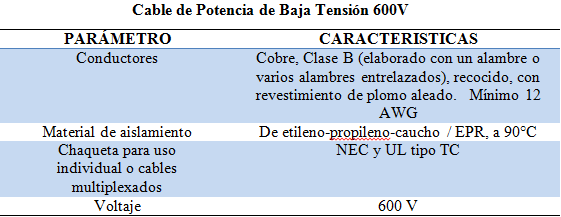 Cable de Potencia de Baja Tensión 600V
PARÁMETRO CARACTERISTICAS
Conductores Cobre, Clase B (elaborado con un alambre o
varios alambres entrelazados), recocido, con
revestimiento de plomo aleado. Mínimo 12
AWG
Material de aislamiento De etileno-propileno-caucho / EPR, a 90°C
Chaqueta para uso NEC y UL tipo TC
individual o cables
multiplexados
Voltaje 600 V